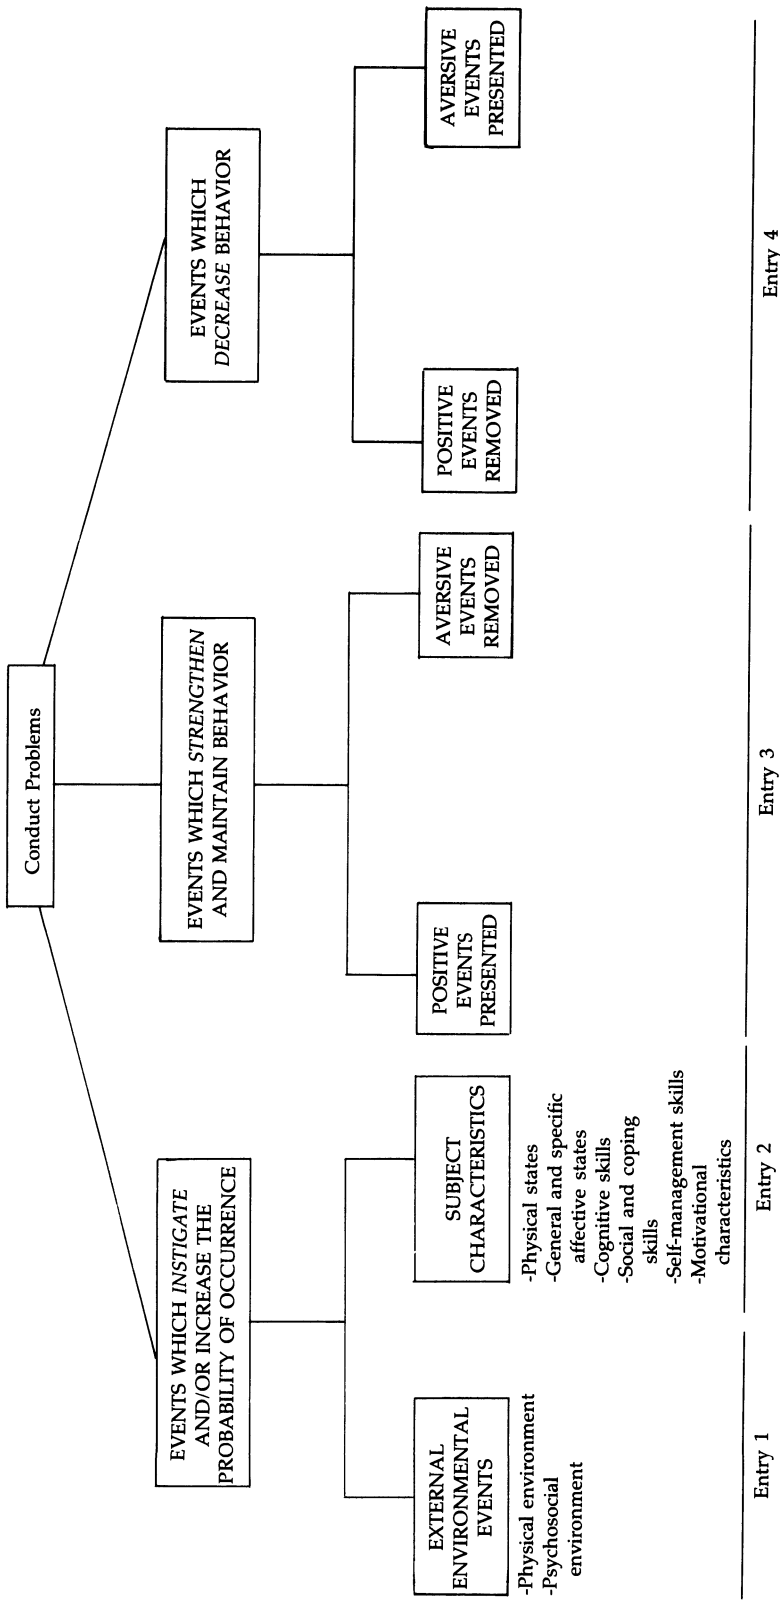 Conduct Problems
EVENTS WHICH INSTIGATE
AND/OR INCREASE THE
PROBABILITY OF OCCURRENCE
EVENTS WHICH STRENGTHEN
AND MAINTAIN BEHAVIOR
EVENTS WHICH
DECREASE BEHAVIOR
EXTERNAL
ENVIRONMENTAL
EVENTS
-Physical environment
-Psychosocial
environment
SUBJECT
CHARACTERISTICS
-Physical states
-General and specific
affective states
-Cognitive skills
-Social and coping
skills
-Self-management skills
-Motivational
characteristics
POSITIVE
EVENTS
PRESENTED
AVERSIVE
EVENTS
REMOVED
POSITIVE
EVENTS
REMOVED
AVERSIVE
EVENTS
PRESENTED
Entry 1
Entry 2
Entry 3
Entry 4